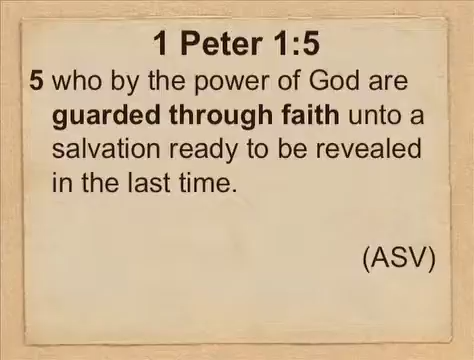 1 Peter 1:5
5 who by the power of God are
guarded through faith unto a
salvation ready to be revealed
in the last time.
(ASV)